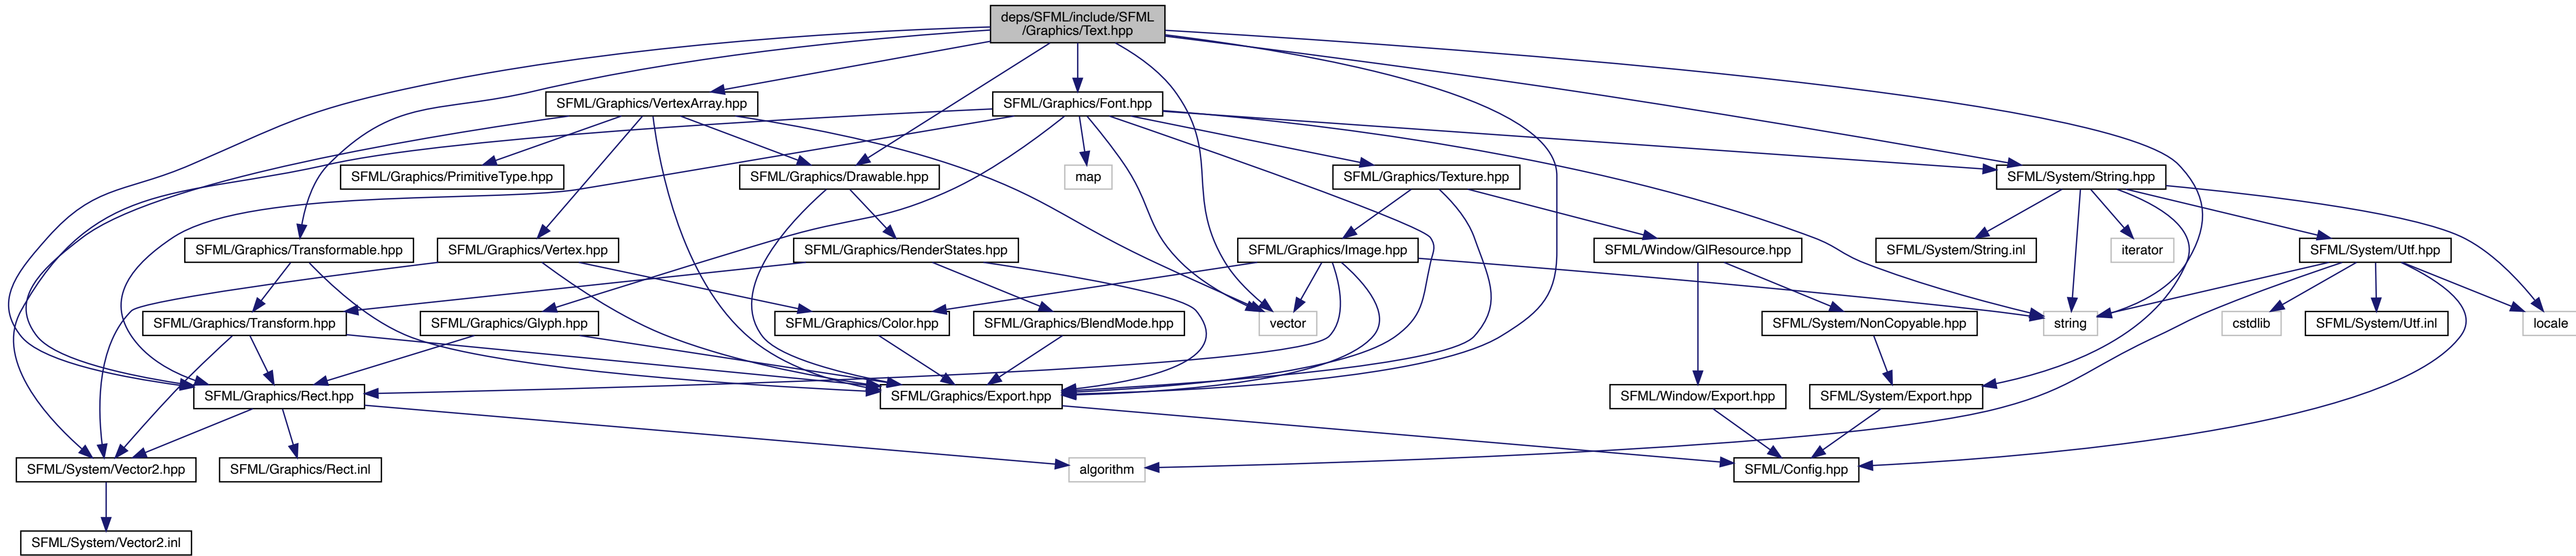 deps/SFML/include/SFML
/Graphics/Text.hpp
SFML/Graphics/VertexArray.hpp
SFML/Graphics/Font.hpp
SFML/Graphics/PrimitiveType.hpp
SFML/Graphics/Drawable.hpp
map
SFML/Graphics/Texture.hpp
SFML/System/String.hpp
SFML/Graphics/Transformable.hpp
SFML/Graphics/Vertex.hpp
SFML/Graphics/RenderStates.hpp
SFML/Graphics/Image.hpp
SFML/Window/GlResource.hpp
SFML/System/String.inl
iterator
SFML/System/Utf.hpp
SFML/Graphics/Transform.hpp
SFML/Graphics/Glyph.hpp
SFML/Graphics/Color.hpp
SFML/Graphics/BlendMode.hpp
vector
SFML/System/NonCopyable.hpp
string
cstdlib
SFML/System/Utf.inl
locale
SFML/Graphics/Rect.hpp
SFML/Graphics/Export.hpp
SFML/Window/Export.hpp
SFML/System/Export.hpp
SFML/System/Vector2.hpp
SFML/Graphics/Rect.inl
algorithm
SFML/Config.hpp
SFML/System/Vector2.inl